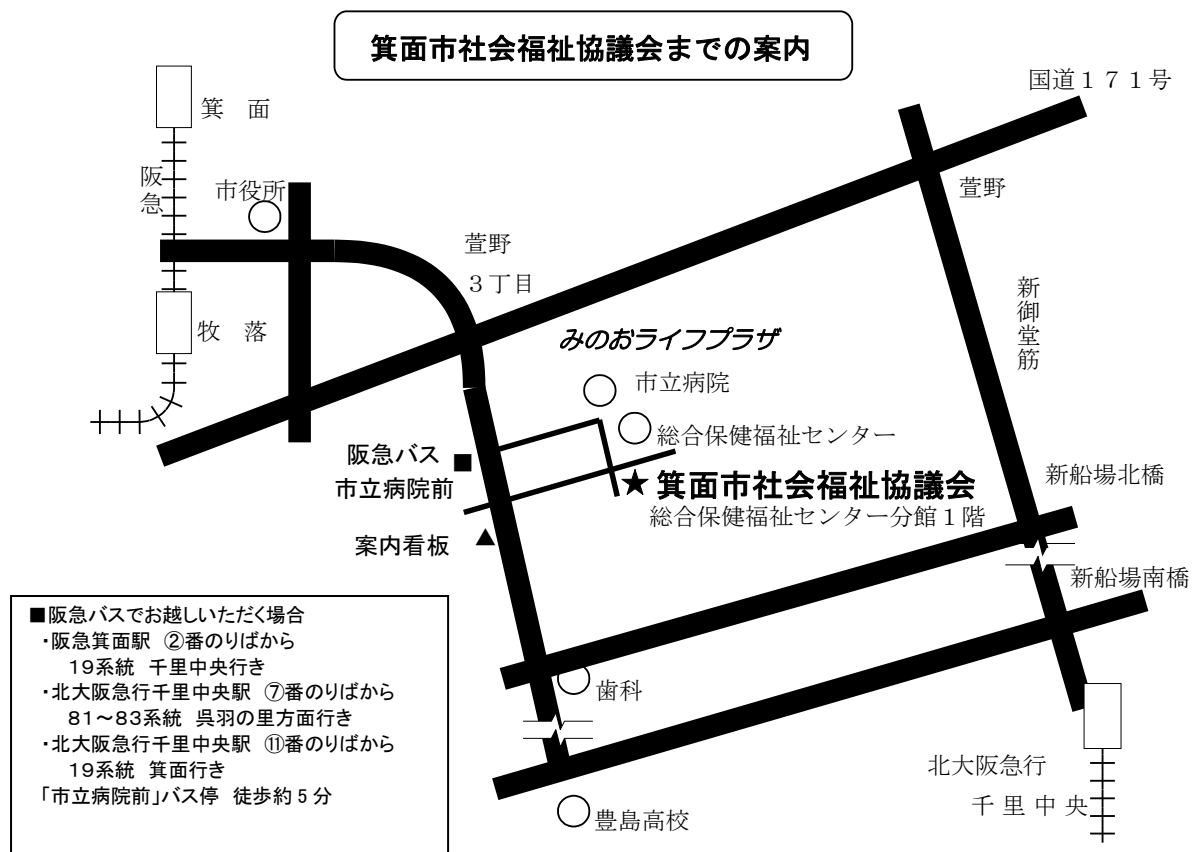 箕面市社会福祉協議会までの案内
国道１７１号
箕　面
阪急
市役所
萱野
萱野
３丁目
新御堂筋
牧　落
みのおライフプラザ
市立病院
総合保健福祉センター
阪急バス
■
市立病院前
★ 箕面市社会福祉協議会
新船場北橋
総合保健福祉センター分館１階
案内看板
▲
新船場南橋
■阪急バスでお越しいただく場合
・阪急箕面駅　②番のりばから
19系統　千里中央行き
・北大阪急行千里中央駅　⑦番のりばから
81～83系統　呉羽の里方面行き
・北大阪急行千里中央駅　⑪番のりばから
19系統　箕面行き
「市立病院前」バス停　徒歩約５分
歯科
北大阪急行
千里中央
豊島高校